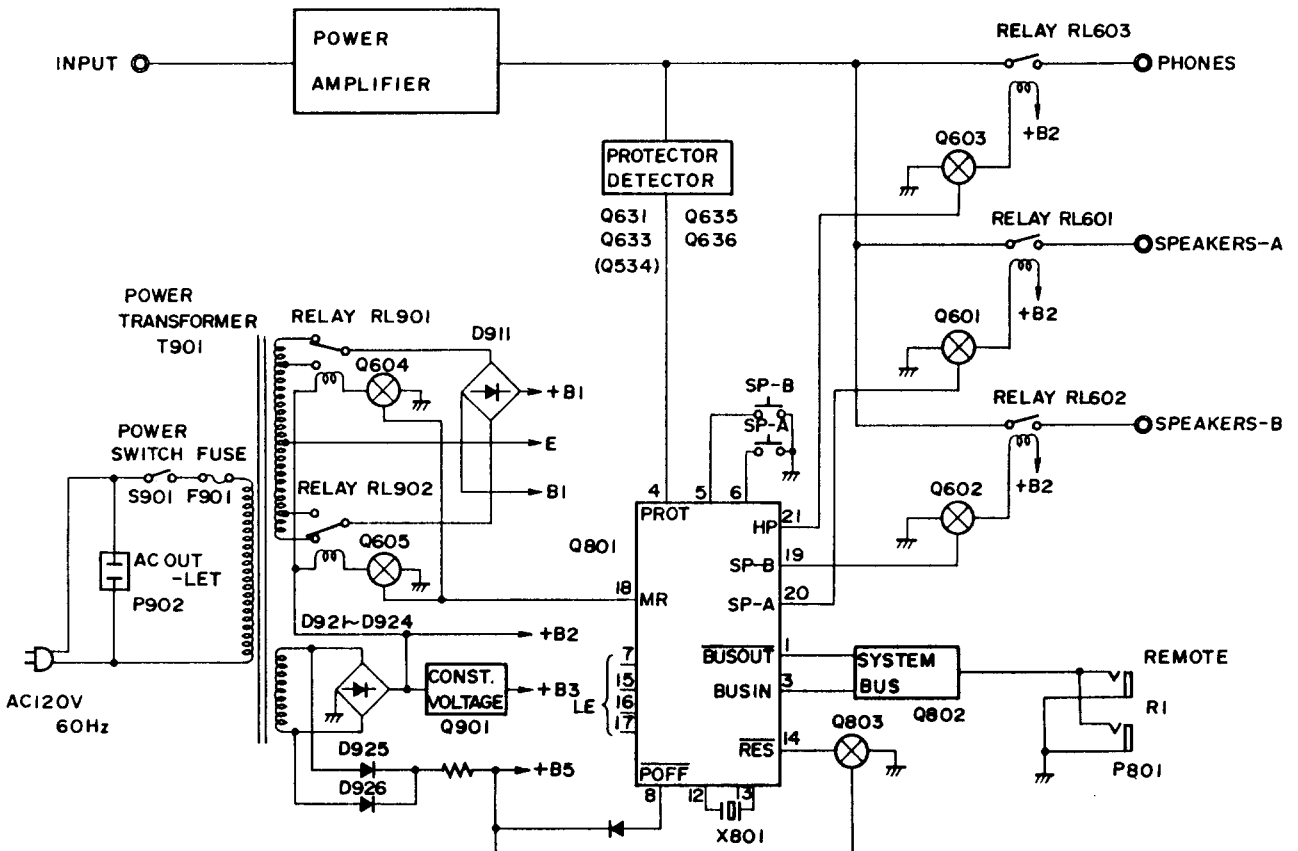 RELAY RL603
POWER
AMPLIFIER
INPUT
PHONES
+B2
Q603
PROTECTOR
DETECTOR
Q631 Q635
Q633 Q636
(Q534)
RELAY RL601
SPEAKERS-A
+B2
Q601
POWER
TRANSFORMER
T901
RELAY RL901
D911
Q604
+B1
SP-B
SP-A
RELAY RL602
SPEAKERS-B
+B2
Q602
POWER
SWITCH FUSE
S901 F901
E
RELAY RL902
B1
Q605
4 5 6
PROT
HP 21
Q801
SP-B 19
SP-A 20
18 MR
AC OUT
-LET
P902
D921~D924
+B2
BUSOUT 1
BUSIN 3
SYSTEM
BUS
Q802
REMOTE
R1
P801
7
15
16
17
LE
CONST.
VOLTAGE
Q901
+B3
AC120V
60Hz
RES 14
Q803
D925
D926
+B5
POFF
8 12 13
X801